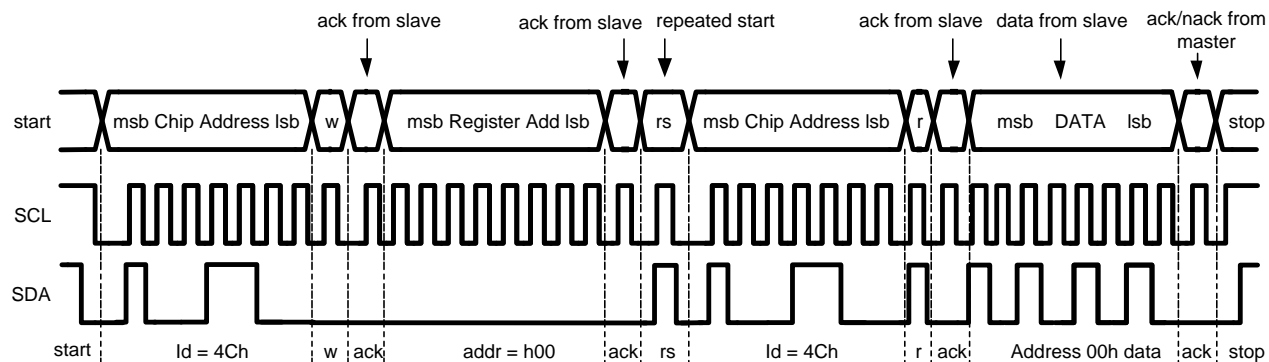 ack from slave
ack from slave
repeated start
ack from slave
data from slave
ack/nack from
master
start
msb Chip Address lsb
w
msb Register Add lsb
rs
msb Chip Address lsb
r
msb DATA lsb
stop
SCL
SDA
start
Id = 4Ch
w
ack
addr = h00
ack
rs
Id = 4Ch
r
ack
Address 00h data
ack
stop